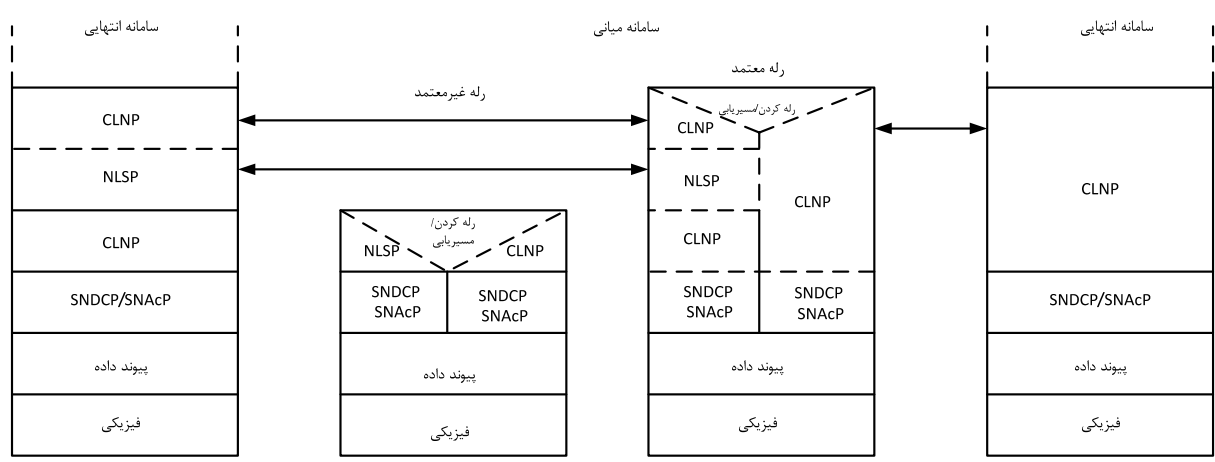 سامانه انتهایی
سامانه میانی
سامانه انتهایی
رله غیرمعتمد
رله معتمد
CLNP
NLSP
CLNP
SNDCP/SNAcP
پیوند داده
فیزیکی
رله کردن/
مسیریابی
NLSP
CLNP
SNDCP
SNAcP
SNDCP
SNAcP
پیوند داده
فیزیکی
رله کردن/مسیریابی
CLNP
NLSP
CLNP
CLNP
SNDCP
SNAcP
SNDCP
SNAcP
پیوند داده
فیزیکی
CLNP
SNDCP/SNAcP
پیوند داده
فیزیکی